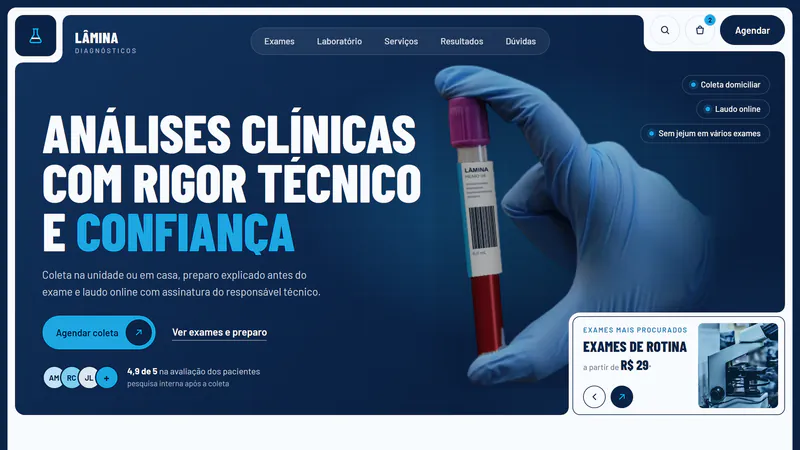 LÂMINA
DIAGNÓSTICOS
Exames
Laboratório
Serviços
Resultados
Dúvidas
2
Agendar
Coleta domiciliar
Laudo online
Sem jejum em vários exames
ANÁLISES CLÍNICAS
COM RIGOR TÉCNICO
E CONFIANÇA
Coleta na unidade ou em casa, preparo explicado antes do
exame e laudo online com assinatura do responsável técnico.
Agendar coleta
Ver exames e preparo
AM
RC
JL
+
4,9 de 5 na avaliação dos pacientes
pesquisa interna após a coleta
LÂMINA
EXAMES MAIS PROCURADOS
EXAMES DE ROTINA
a partir de R$ 29*